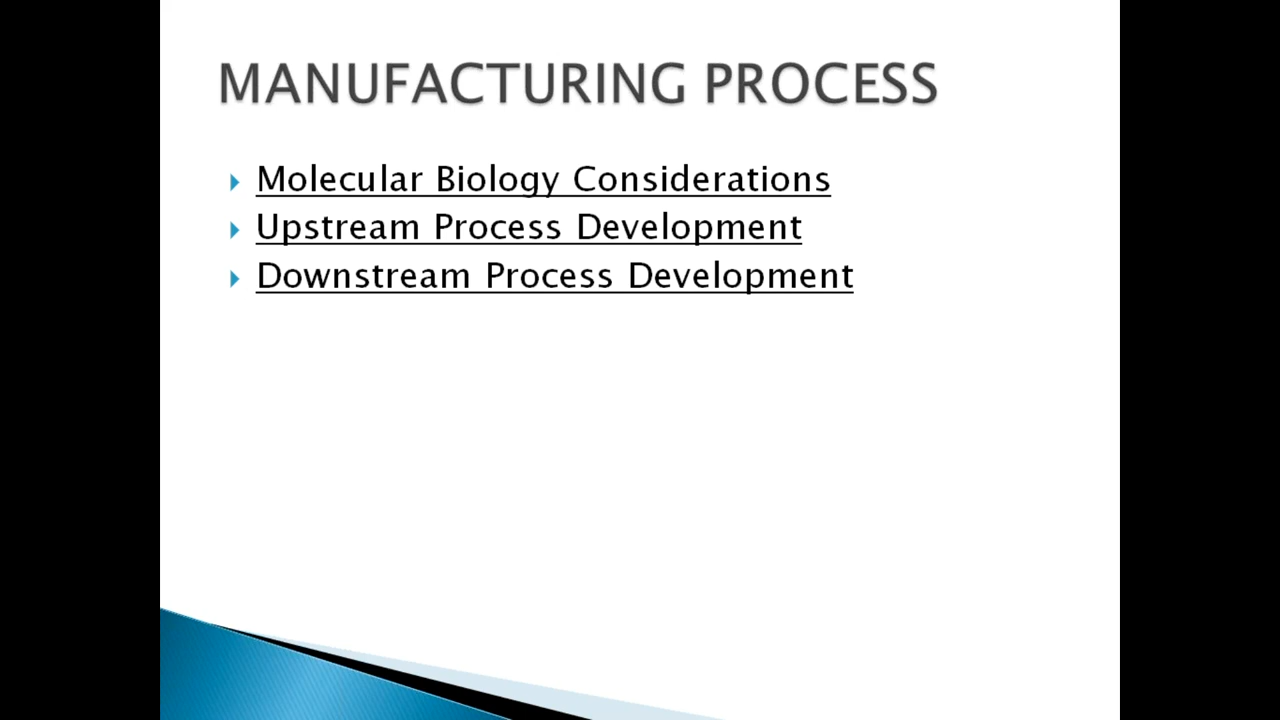 MANUFACTURING PROCESS
Molecular Biology Considerations
Upstream Process Development
Downstream Process Development